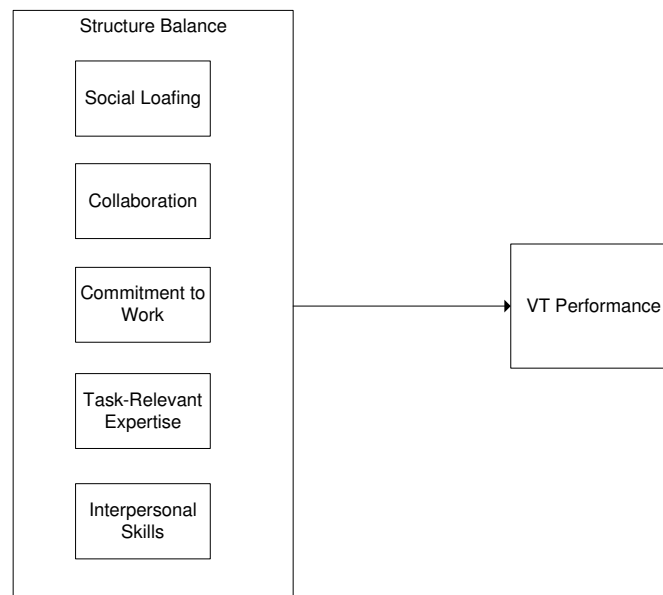 Structure Balance
Social Loafing
Collaboration
Commitment to
Work
Task-Relevant
Expertise
Interpersonal
Skills
VT Performance